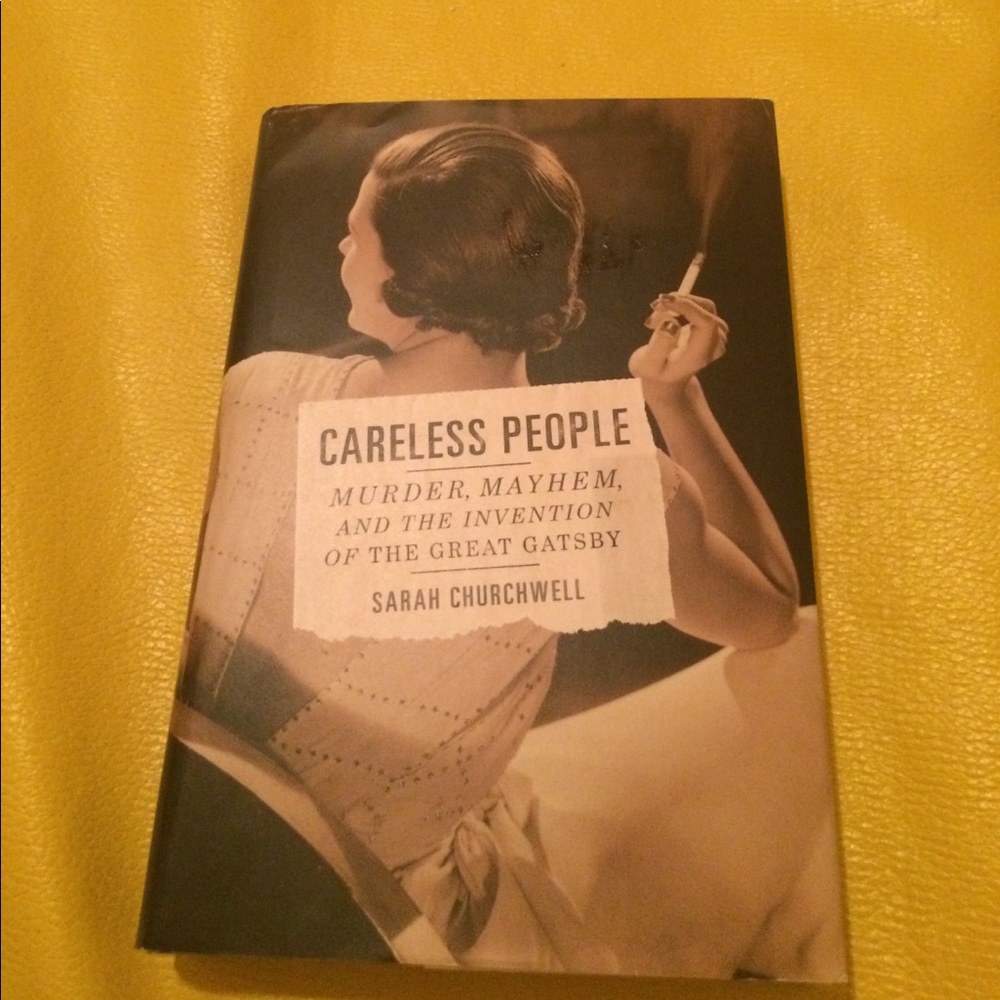 CARELESS PEOPLE
MURDER, MAYHEM,
AND THE INVENTION
OF THE GREAT GATSBY
SARAH CHURCHWELL